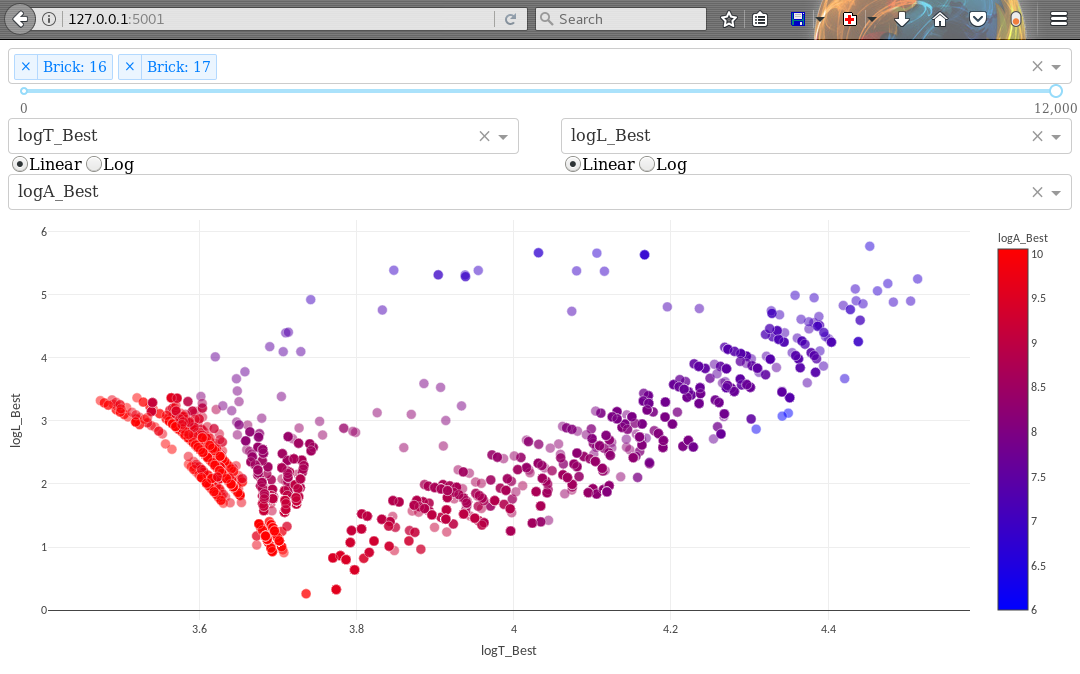 127.0.0.1:5001
Search
× Brick: 16 × Brick: 17
0
12,000
logT_Best
logL_Best
Linear Log
Linear Log
logA_Best
logA_Best
logL_Best
6
5
4
3
2
1
0
3.6
3.8
4
4.2
4.4
logT_Best
10
9.5
9
8.5
8
7.5
7
6.5
6